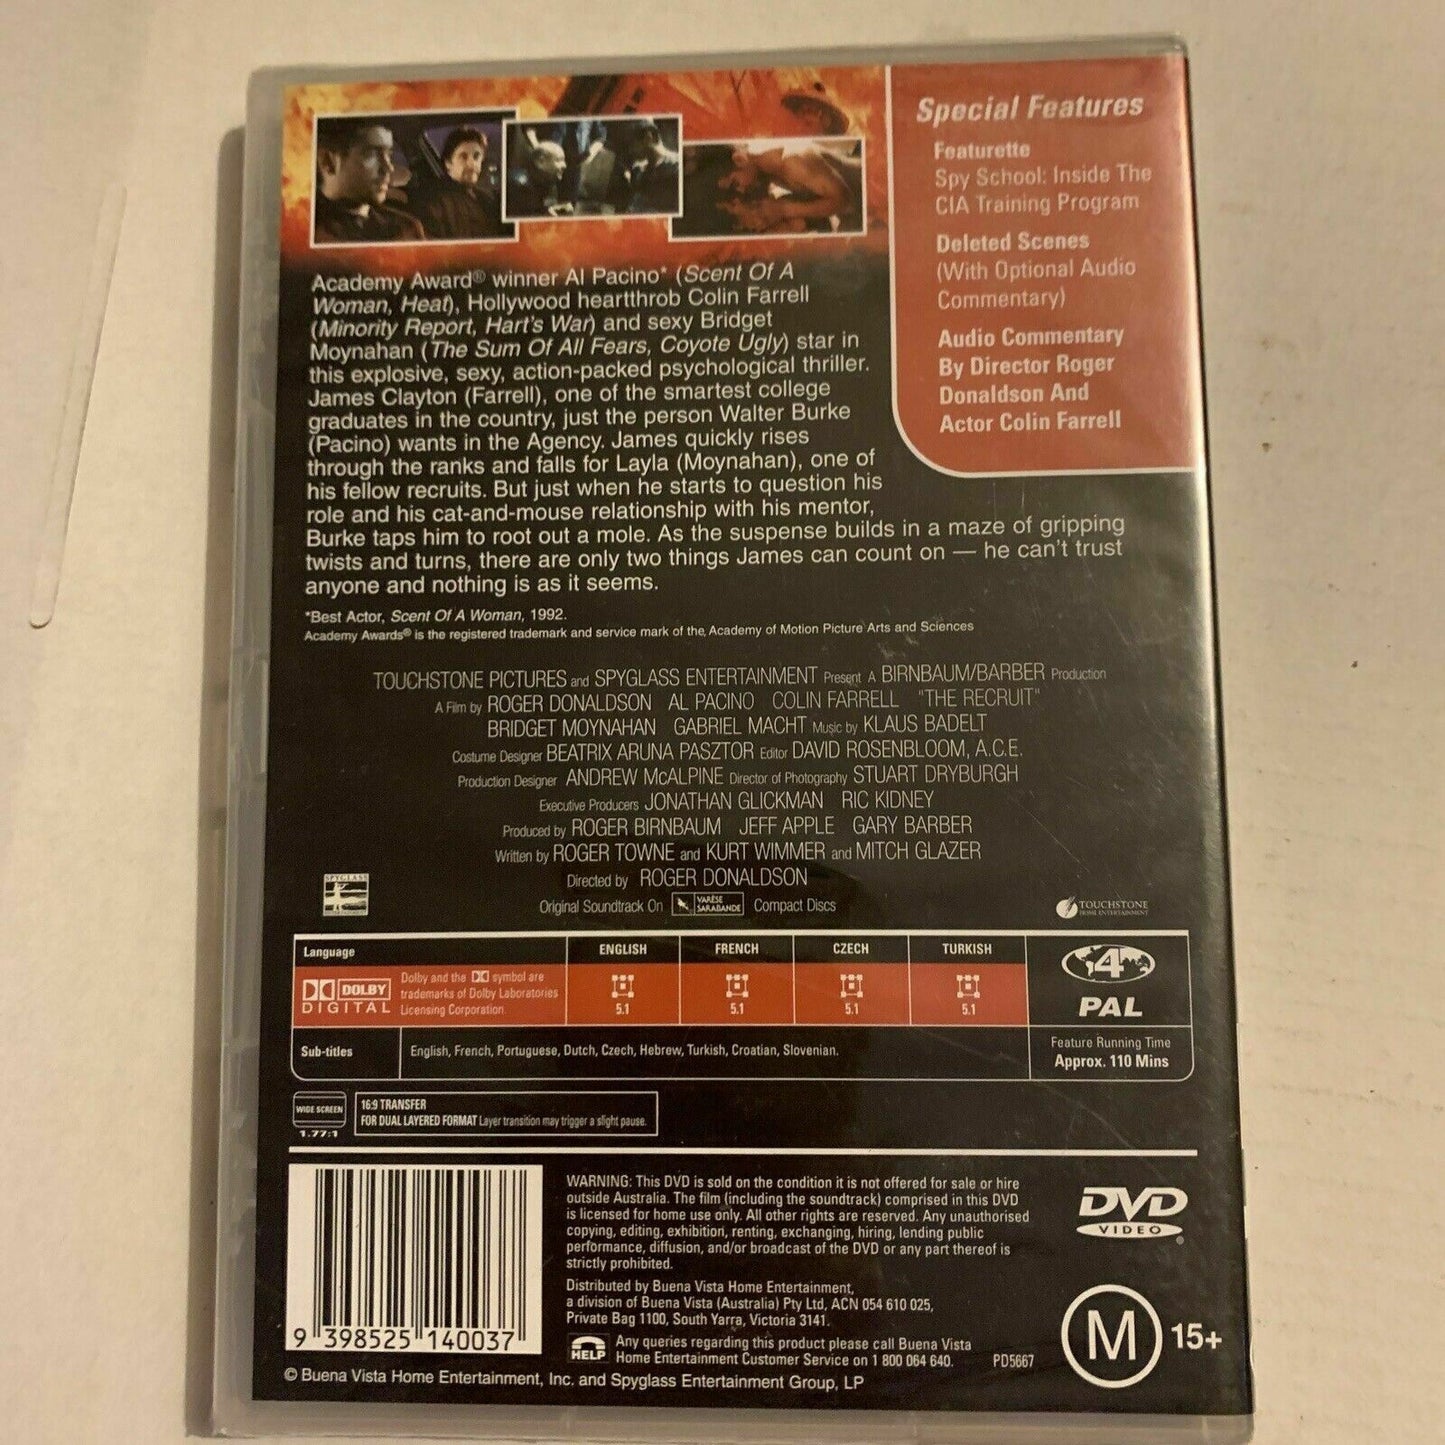 Special Features
Featurette
Spy School: Inside The
CIA Training Program
Deleted Scenes
(With Optional Audio
Commentary)
Audio Commentary
By Director Roger
Donaldson And
Actor Colin Farrell
Academy Award® winner Al Pacino* (Scent Of A
Woman, Heat), Hollywood heartthrob Colin Farrell
(Minority Report, Hart's War) and sexy Bridget
Moynahan (The Sum Of All Fears, Coyote Ugly) star in
this explosive, sexy, action-packed psychological thriller.
James Clayton (Farrell), one of the smartest college
graduates in the country, just the person Walter Burke
(Pacino) wants in the Agency. James quickly rises
through the ranks and falls for Layla (Moynahan), one of
his fellow recruits. But just when he starts to question his
role and his cat-and-mouse relationship with his mentor,
Burke taps him to root out a mole. As the suspense builds in a maze of gripping
twists and turns, there are only two things James can count on — he can't trust
anyone and nothing is as it seems.
*Best Actor, Scent Of A Woman, 1992.
Academy Awards® is the registered trademark and service mark of the Academy of Motion Picture Arts and Sciences
TOUCHSTONE PICTURES and SPYGLASS ENTERTAINMENT Present A BIRNBAUM/BARBER Production
A Film by ROGER DONALDSON AL PACINO COLIN FARRELL "THE RECRUIT"
BRIDGET MOYNAHAN GABRIEL MACHT Music by KLAUS BADELT
Costume Designer BEATRIX ARUNA PASZTOR Editor DAVID ROSENBLOOM, A.C.E.
Production Designer ANDREW McALPINE Director of Photography STUART DRYBURGH
Executive Producers JONATHAN GLICKMAN RIC KIDNEY
Produced by ROGER BIRNBAUM JEFF APPLE GARY BARBER
Written by ROGER TOWNE and KURT WIMMER and MITCH GLAZER
Directed by ROGER DONALDSON
SPYGLASS
Original Soundtrack On VARÈSE SARABANDE Compact Discs
TOUCHSTONE
HOME ENTERTAINMENT
Language ENGLISH FRENCH CZECH TURKISH
DOLBY
DIGITAL
Dolby and the symbol are
trademarks of Dolby Laboratories
Licensing Corporation
5.1 5.1 5.1 5.1
4
PAL
Sub-titles English, French, Portuguese, Dutch, Czech, Hebrew, Turkish, Croatian, Slovenian.
Feature Running Time
Approx. 110 Mins
WIDE SCREEN
1.77:1
16:9 TRANSFER
FOR DUAL LAYERED FORMAT Layer transition may trigger a slight pause.
WARNING: This DVD is sold on the condition it is not offered for sale or hire
outside Australia. The film (including the soundtrack) comprised in this DVD
is licensed for home use only. All other rights are reserved. Any unauthorised
copying, editing, exhibition, renting, exchanging, hiring, lending public
performance, diffusion, and/or broadcast of the DVD or any part thereof is
strictly prohibited.
Distributed by Buena Vista Home Entertainment,
a division of Buena Vista (Australia) Pty Ltd, ACN 054 610 025,
Private Bag 1100, South Yarra, Victoria 3141.
HELP
Any queries regarding this product please call Buena Vista
Home Entertainment Customer Service on 1 800 064 640.
PD5667
DVD
VIDEO
M 15+
9 398525 140037
© Buena Vista Home Entertainment, Inc. and Spyglass Entertainment Group, LP